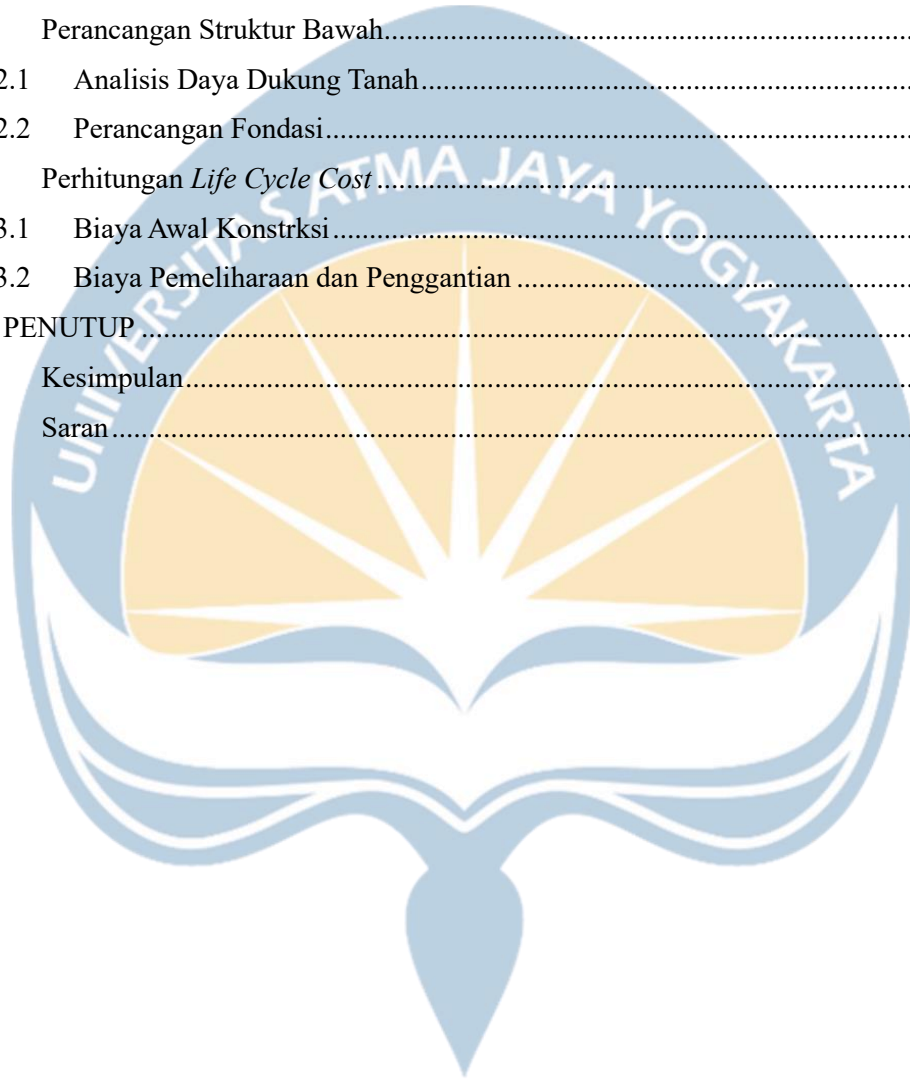 Perancangan Struktur Bawah
2.1 Analisis Daya Dukung Tanah
2.2 Perancangan Fondasi
Perhitungan Life Cycle Cost
3.1 Biaya Awal Konstrksi
3.2 Biaya Pemeliharaan dan Penggantian
PENUTUP
Kesimpulan
Saran
UNIVERSITAS ATMA JAYA YOGYAKARTA